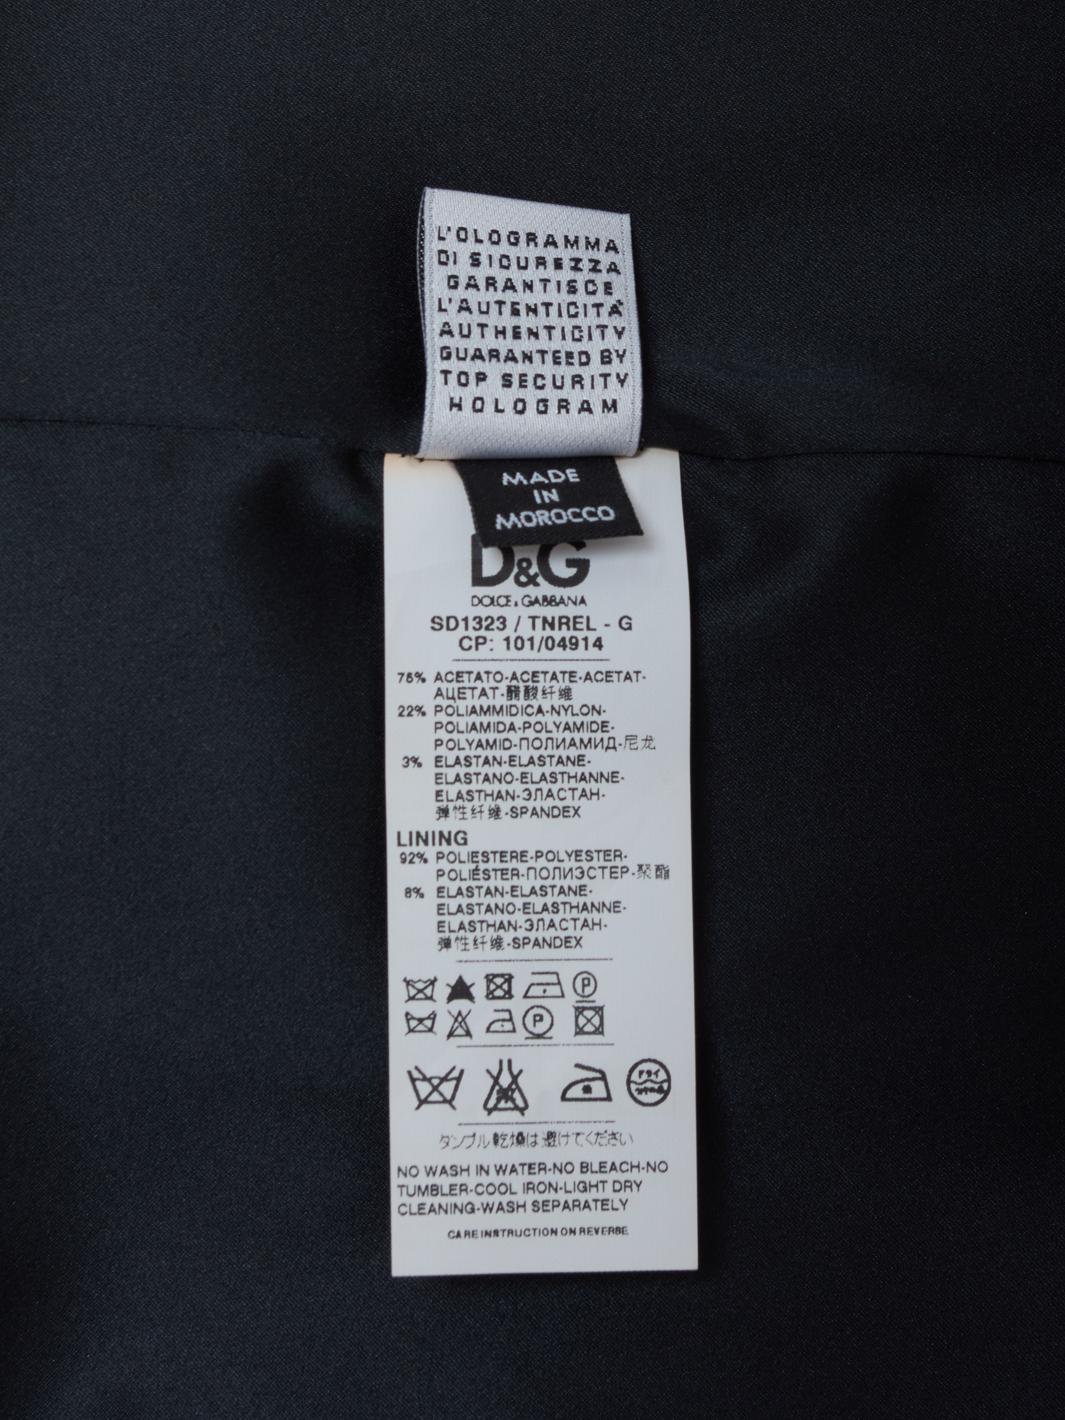 L'OLOGRAMMA
DI SICUREZZA
GARANTISCE
L'AUTENTICITÀ
AUTHENTICITY
GUARANTEED BY
TOP SECURITY
HOLOGRAM
MADE
IN
MOROCCO
D&G
DOLCE & GABBANA
SD1323 / TNREL - G
CP: 101/04914
75% ACETATO-ACETATE-ACETAT-
АЦЕТАТ-醋酸纤维
22% POLIAMMIDICA-NYLON-
POLIAMIDA-POLYAMIDE-
POLYAMID-ПОЛИАМИД-尼龙
3% ELASTAN-ELASTANE-
ELASTANO-ELASTHANNE-
ELASTHAN-ЭЛАСТАН-
弹性纤维-SPANDEX
LINING
92% POLIESTERE-POLYESTER-
POLIÉSTER-ПОЛИЭСТЕР-聚酯
8% ELASTAN-ELASTANE-
ELASTANO-ELASTHANNE-
ELASTHAN-ЭЛАСТАН-
弹性纤维-SPANDEX
P
P
ドライ
タンブル乾燥は避けてください
NO WASH IN WATER-NO BLEACH-NO
TUMBLER-COOL IRON-LIGHT DRY
CLEANING-WASH SEPARATELY
CARE INSTRUCTION ON REVERSE